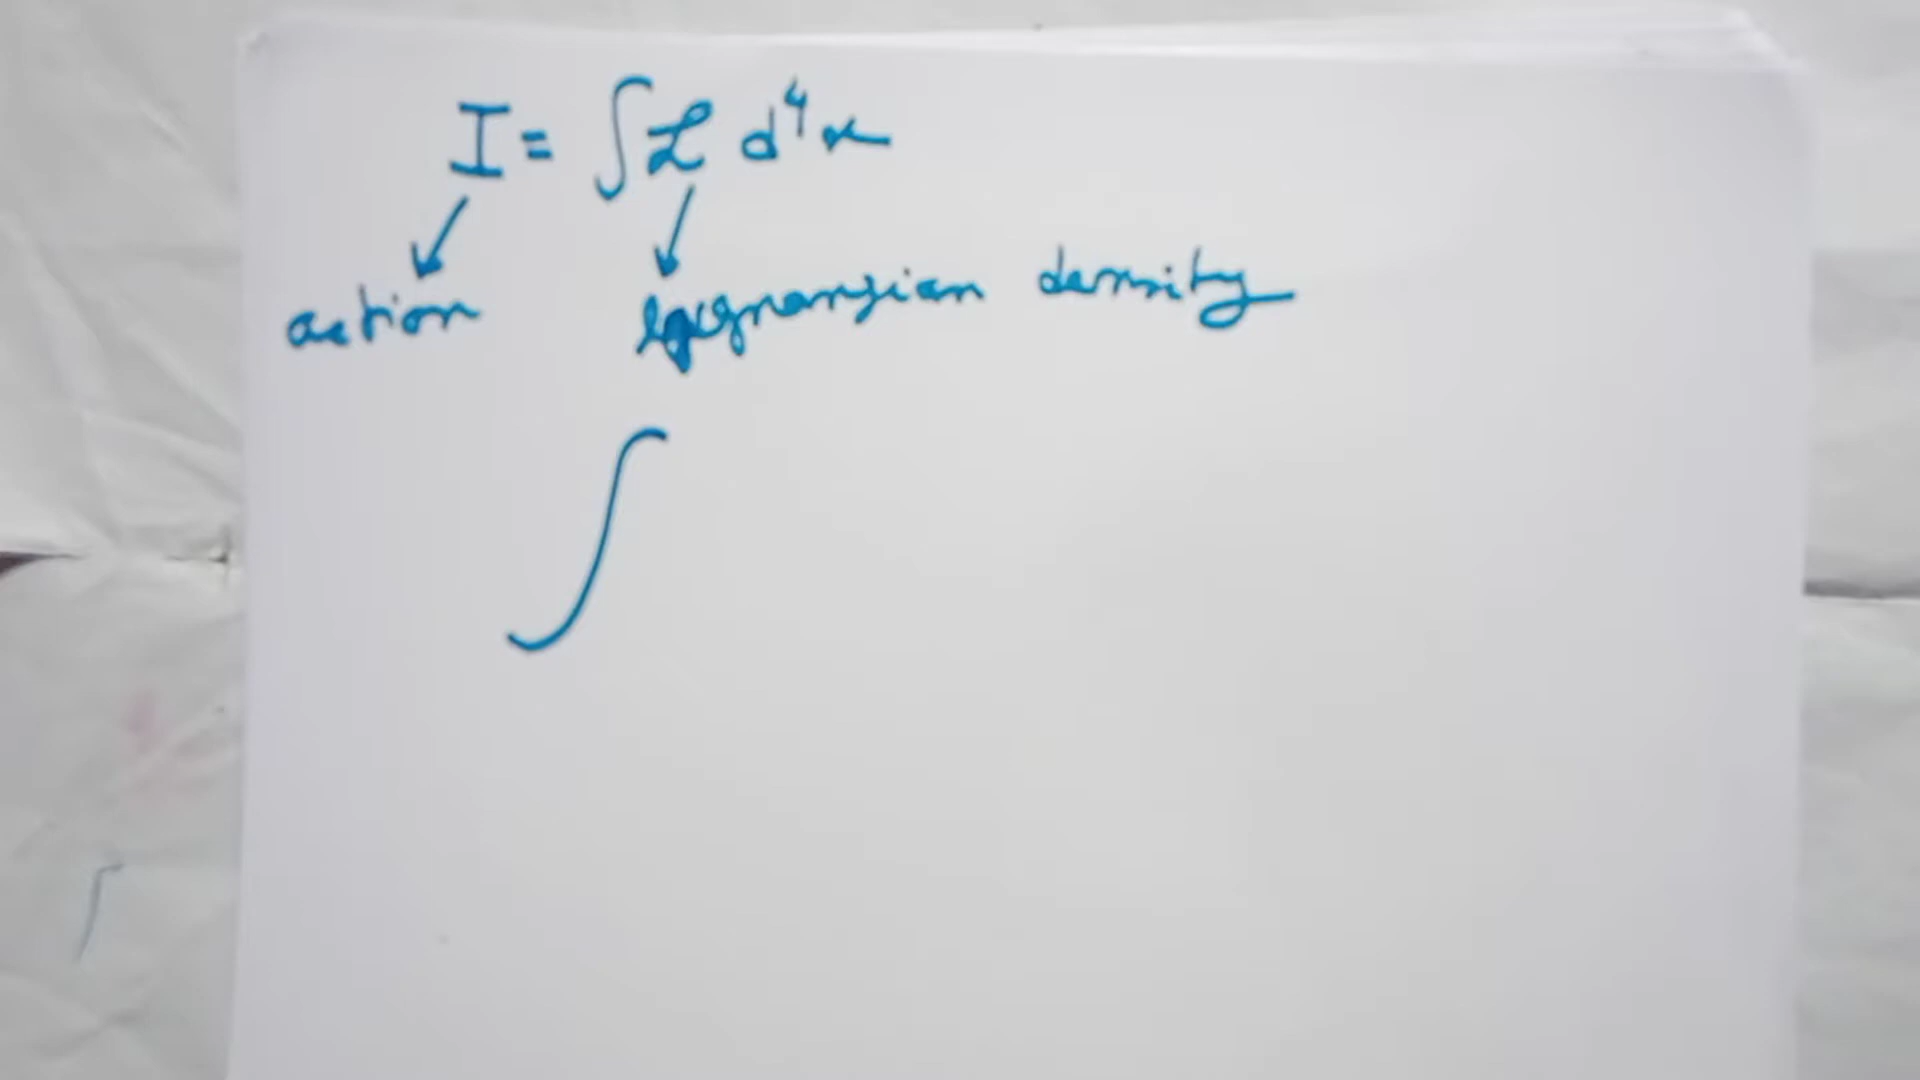 I = ∫ ℒ d⁴x
action lagrangian density
∫